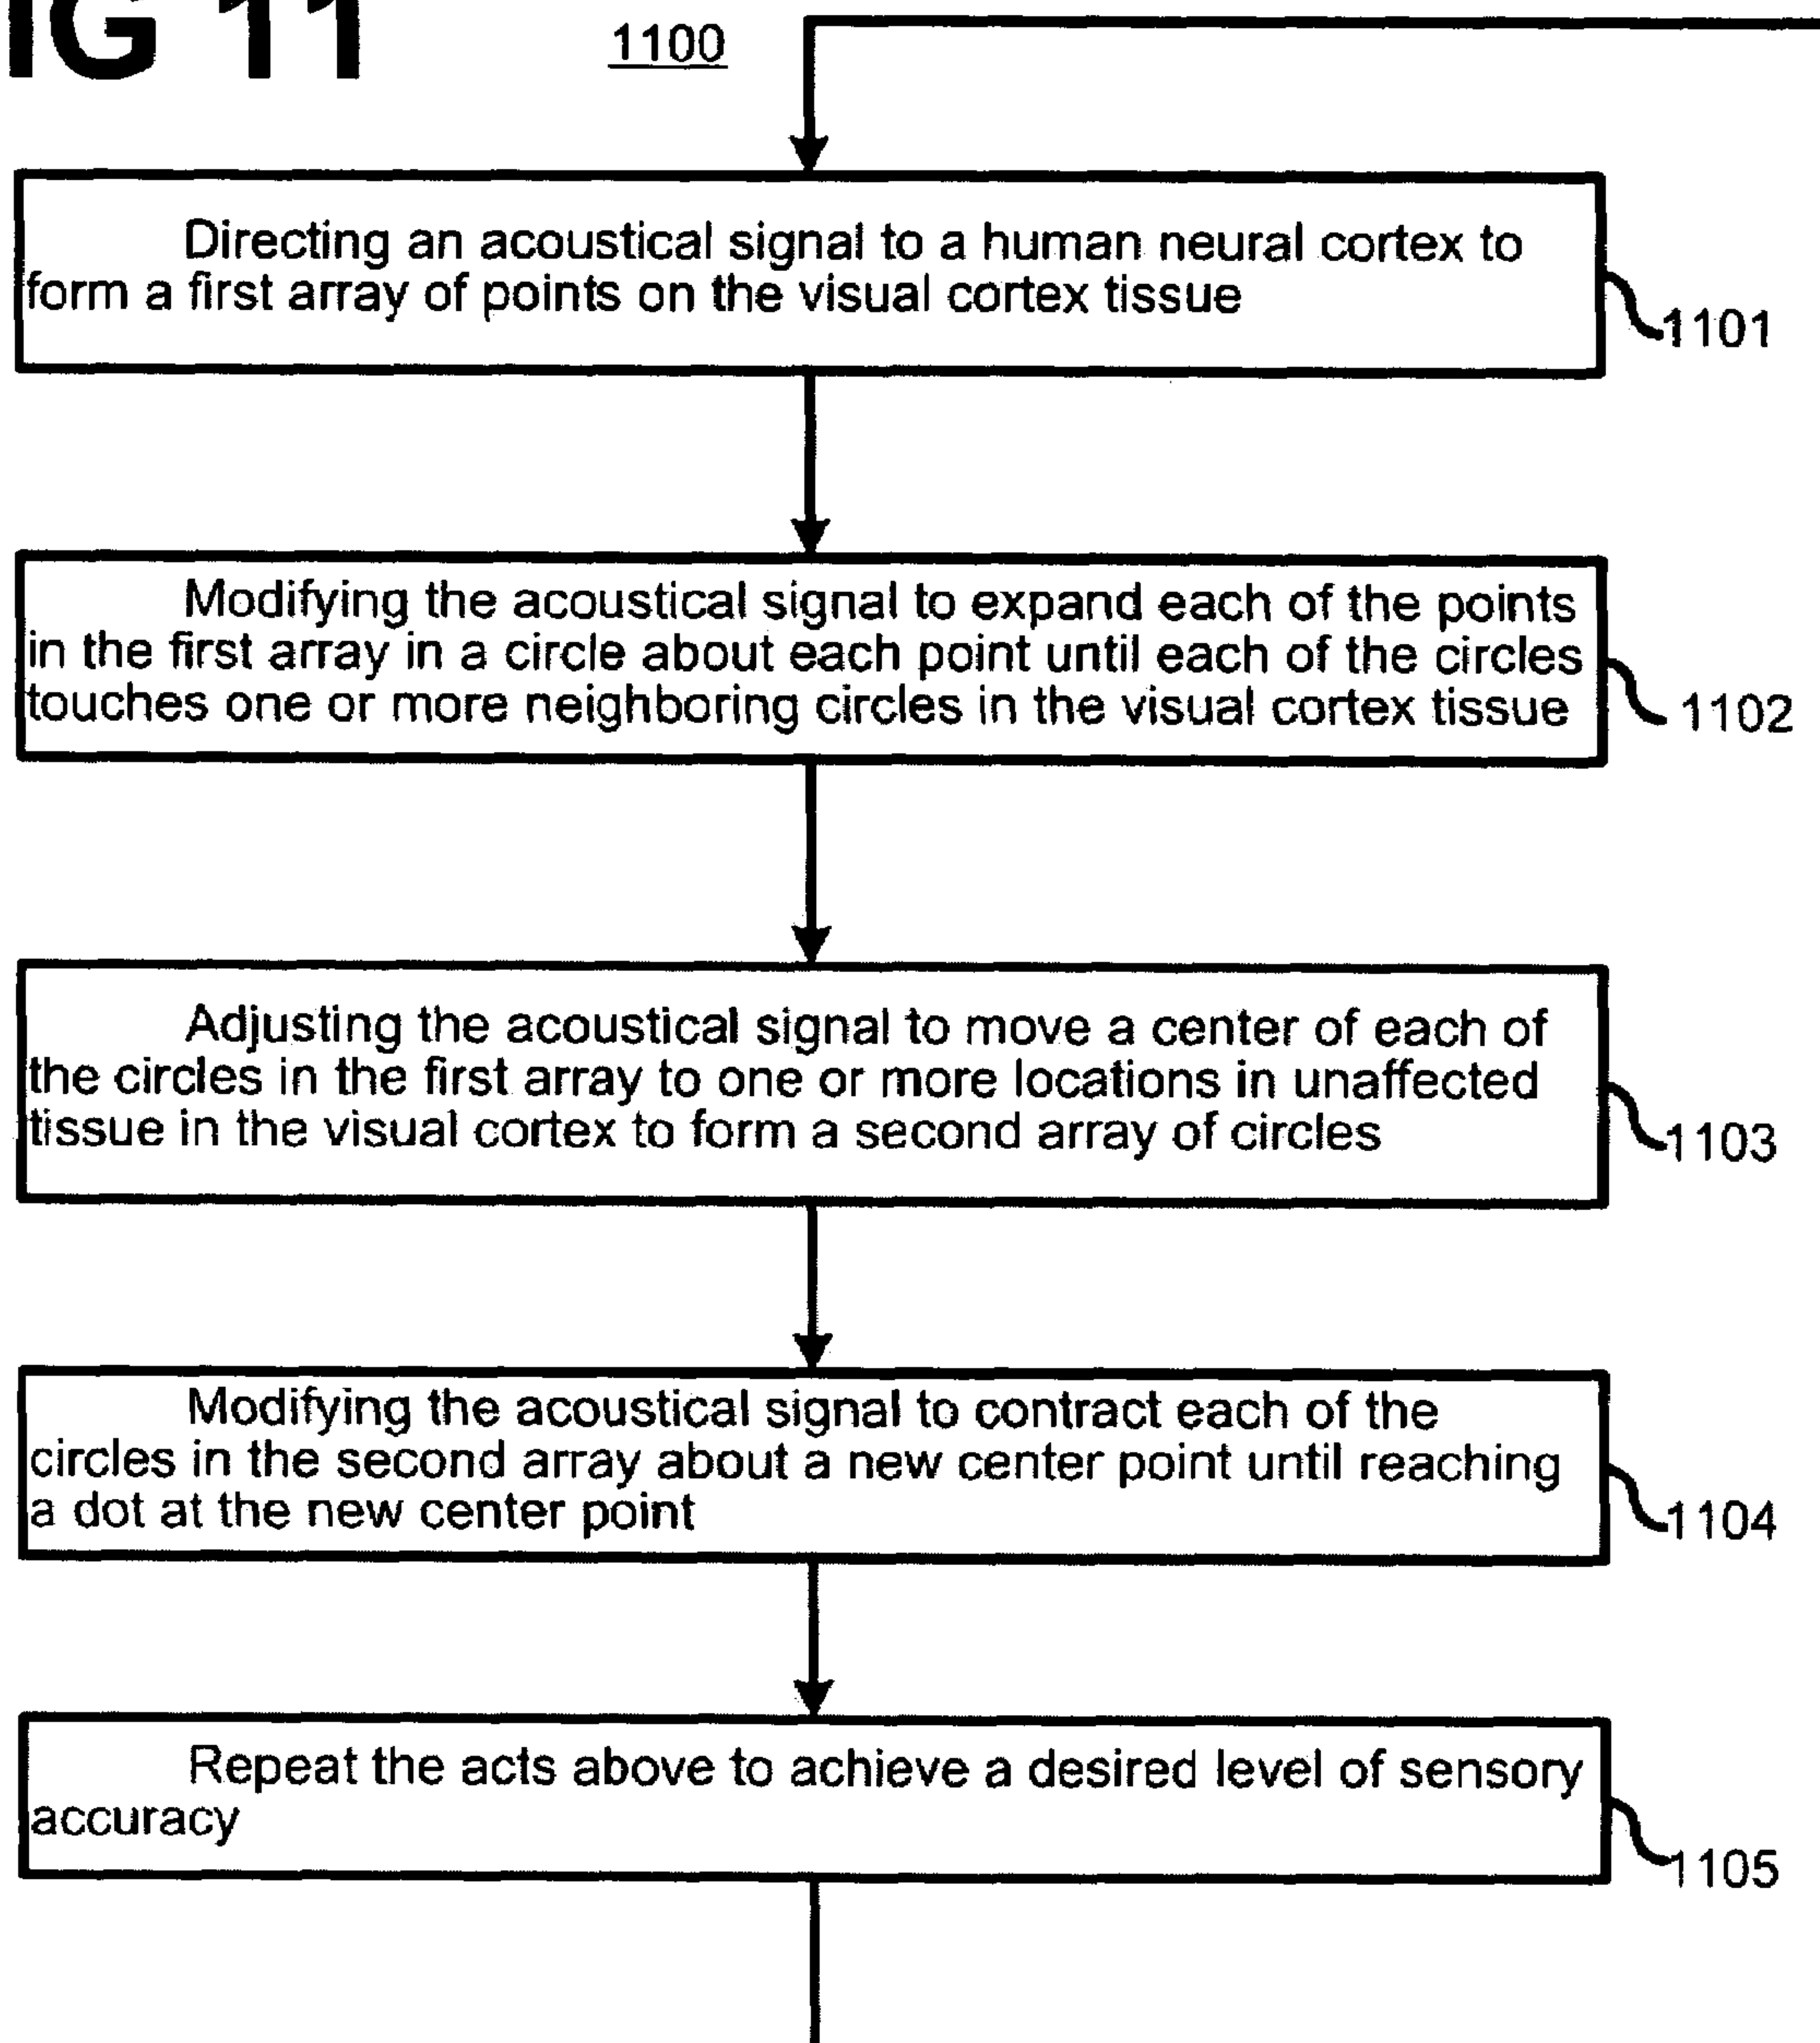 IG 11
1100
Directing an acoustical signal to a human neural cortex to
form a first array of points on the visual cortex tissue
1101
Modifying the acoustical signal to expand each of the points
in the first array in a circle about each point until each of the circles
touches one or more neighboring circles in the visual cortex tissue
1102
Adjusting the acoustical signal to move a center of each of
the circles in the first array to one or more locations in unaffected
tissue in the visual cortex to form a second array of circles
1103
Modifying the acoustical signal to contract each of the
circles in the second array about a new center point until reaching
a dot at the new center point
1104
Repeat the acts above to achieve a desired level of sensory
accuracy
1105